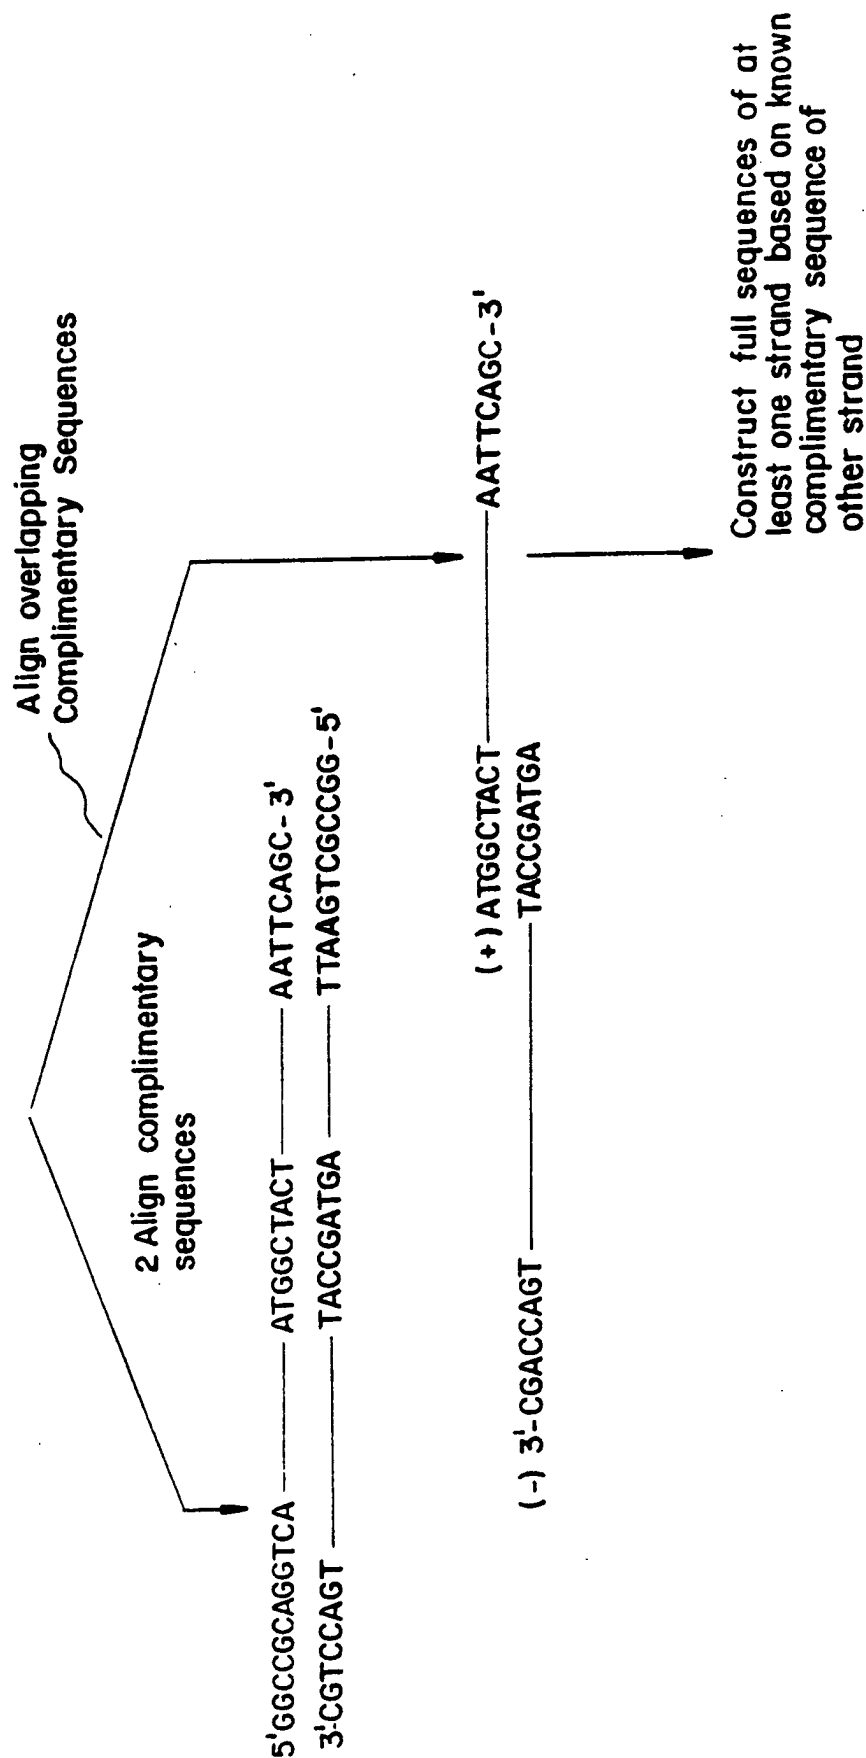 Align overlapping
Complimentary Sequences
2 Align complimentary
sequences
5'GGCCGCAGGTCA ATGGCTACT AATTCAGC-3'
3'-CGTCCAGT TACCGATGA TTAAGTCGCCGG-5'
(+) ATGGCTACT AATTCAGC-3'
(-) 3'-CGACCAGT TACCGATGA
Construct full sequences of at
least one strand based on known
complimentary sequence of
other strand